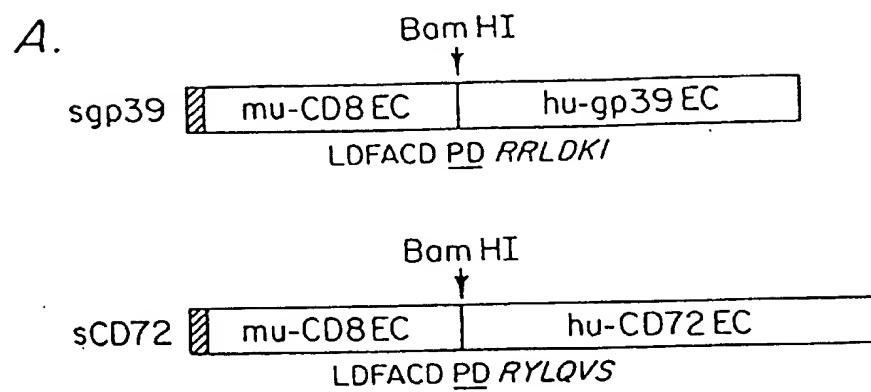 A.
Bam HI
sgp39 mu-CD8 EC hu-gp39 EC
LDFACD PD RRLDKI
Bam HI
sCD72 mu-CD8 EC hu-CD72 EC
LDFACD PD RYLQVS